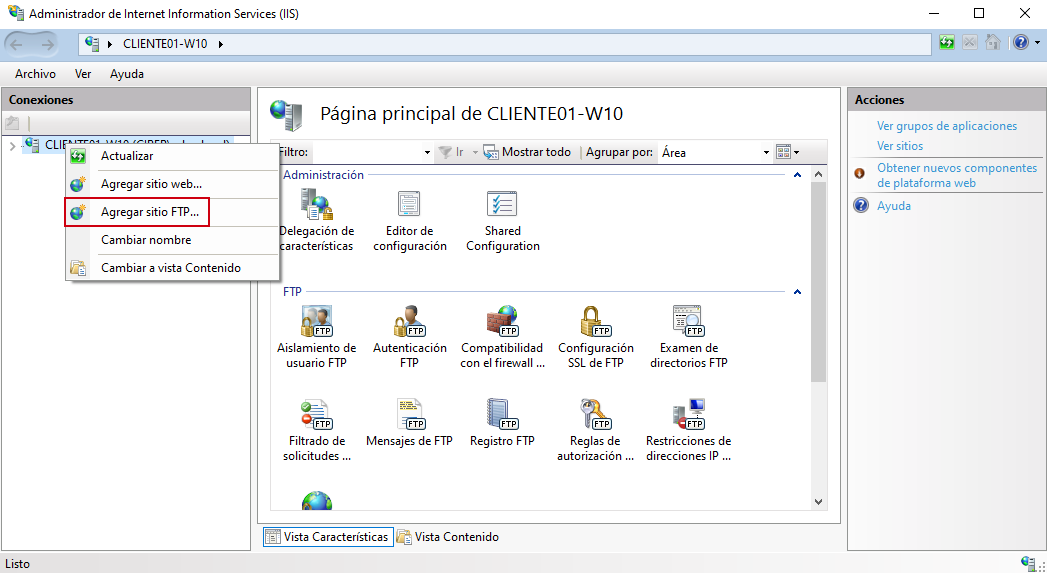 Administrador de Internet Information Services (IIS)
CLIENTE01-W10
Archivo Ver Ayuda
Conexiones
Actualizar
Agregar sitio web...
Agregar sitio FTP...
Cambiar nombre
Cambiar a vista Contenido
Página principal de CLIENTE01-W10
Filtro: Ir Mostrar todo Agrupar por: Área
Administración
Delegación de
características
Editor de
configuración
Shared
Configuration
FTP
Aislamiento de
usuario FTP
Autenticación
FTP
Compatibilidad
con el firewall ...
Configuración
SSL de FTP
Examen de
directorios FTP
Filtrado de
solicitudes ...
Mensajes de FTP
Registro FTP
Reglas de
autorización ...
Restricciones de
direcciones IP ...
Vista Características Vista Contenido
Acciones
Ver grupos de aplicaciones
Ver sitios
Obtener nuevos componentes
de plataforma web
Ayuda
Listo